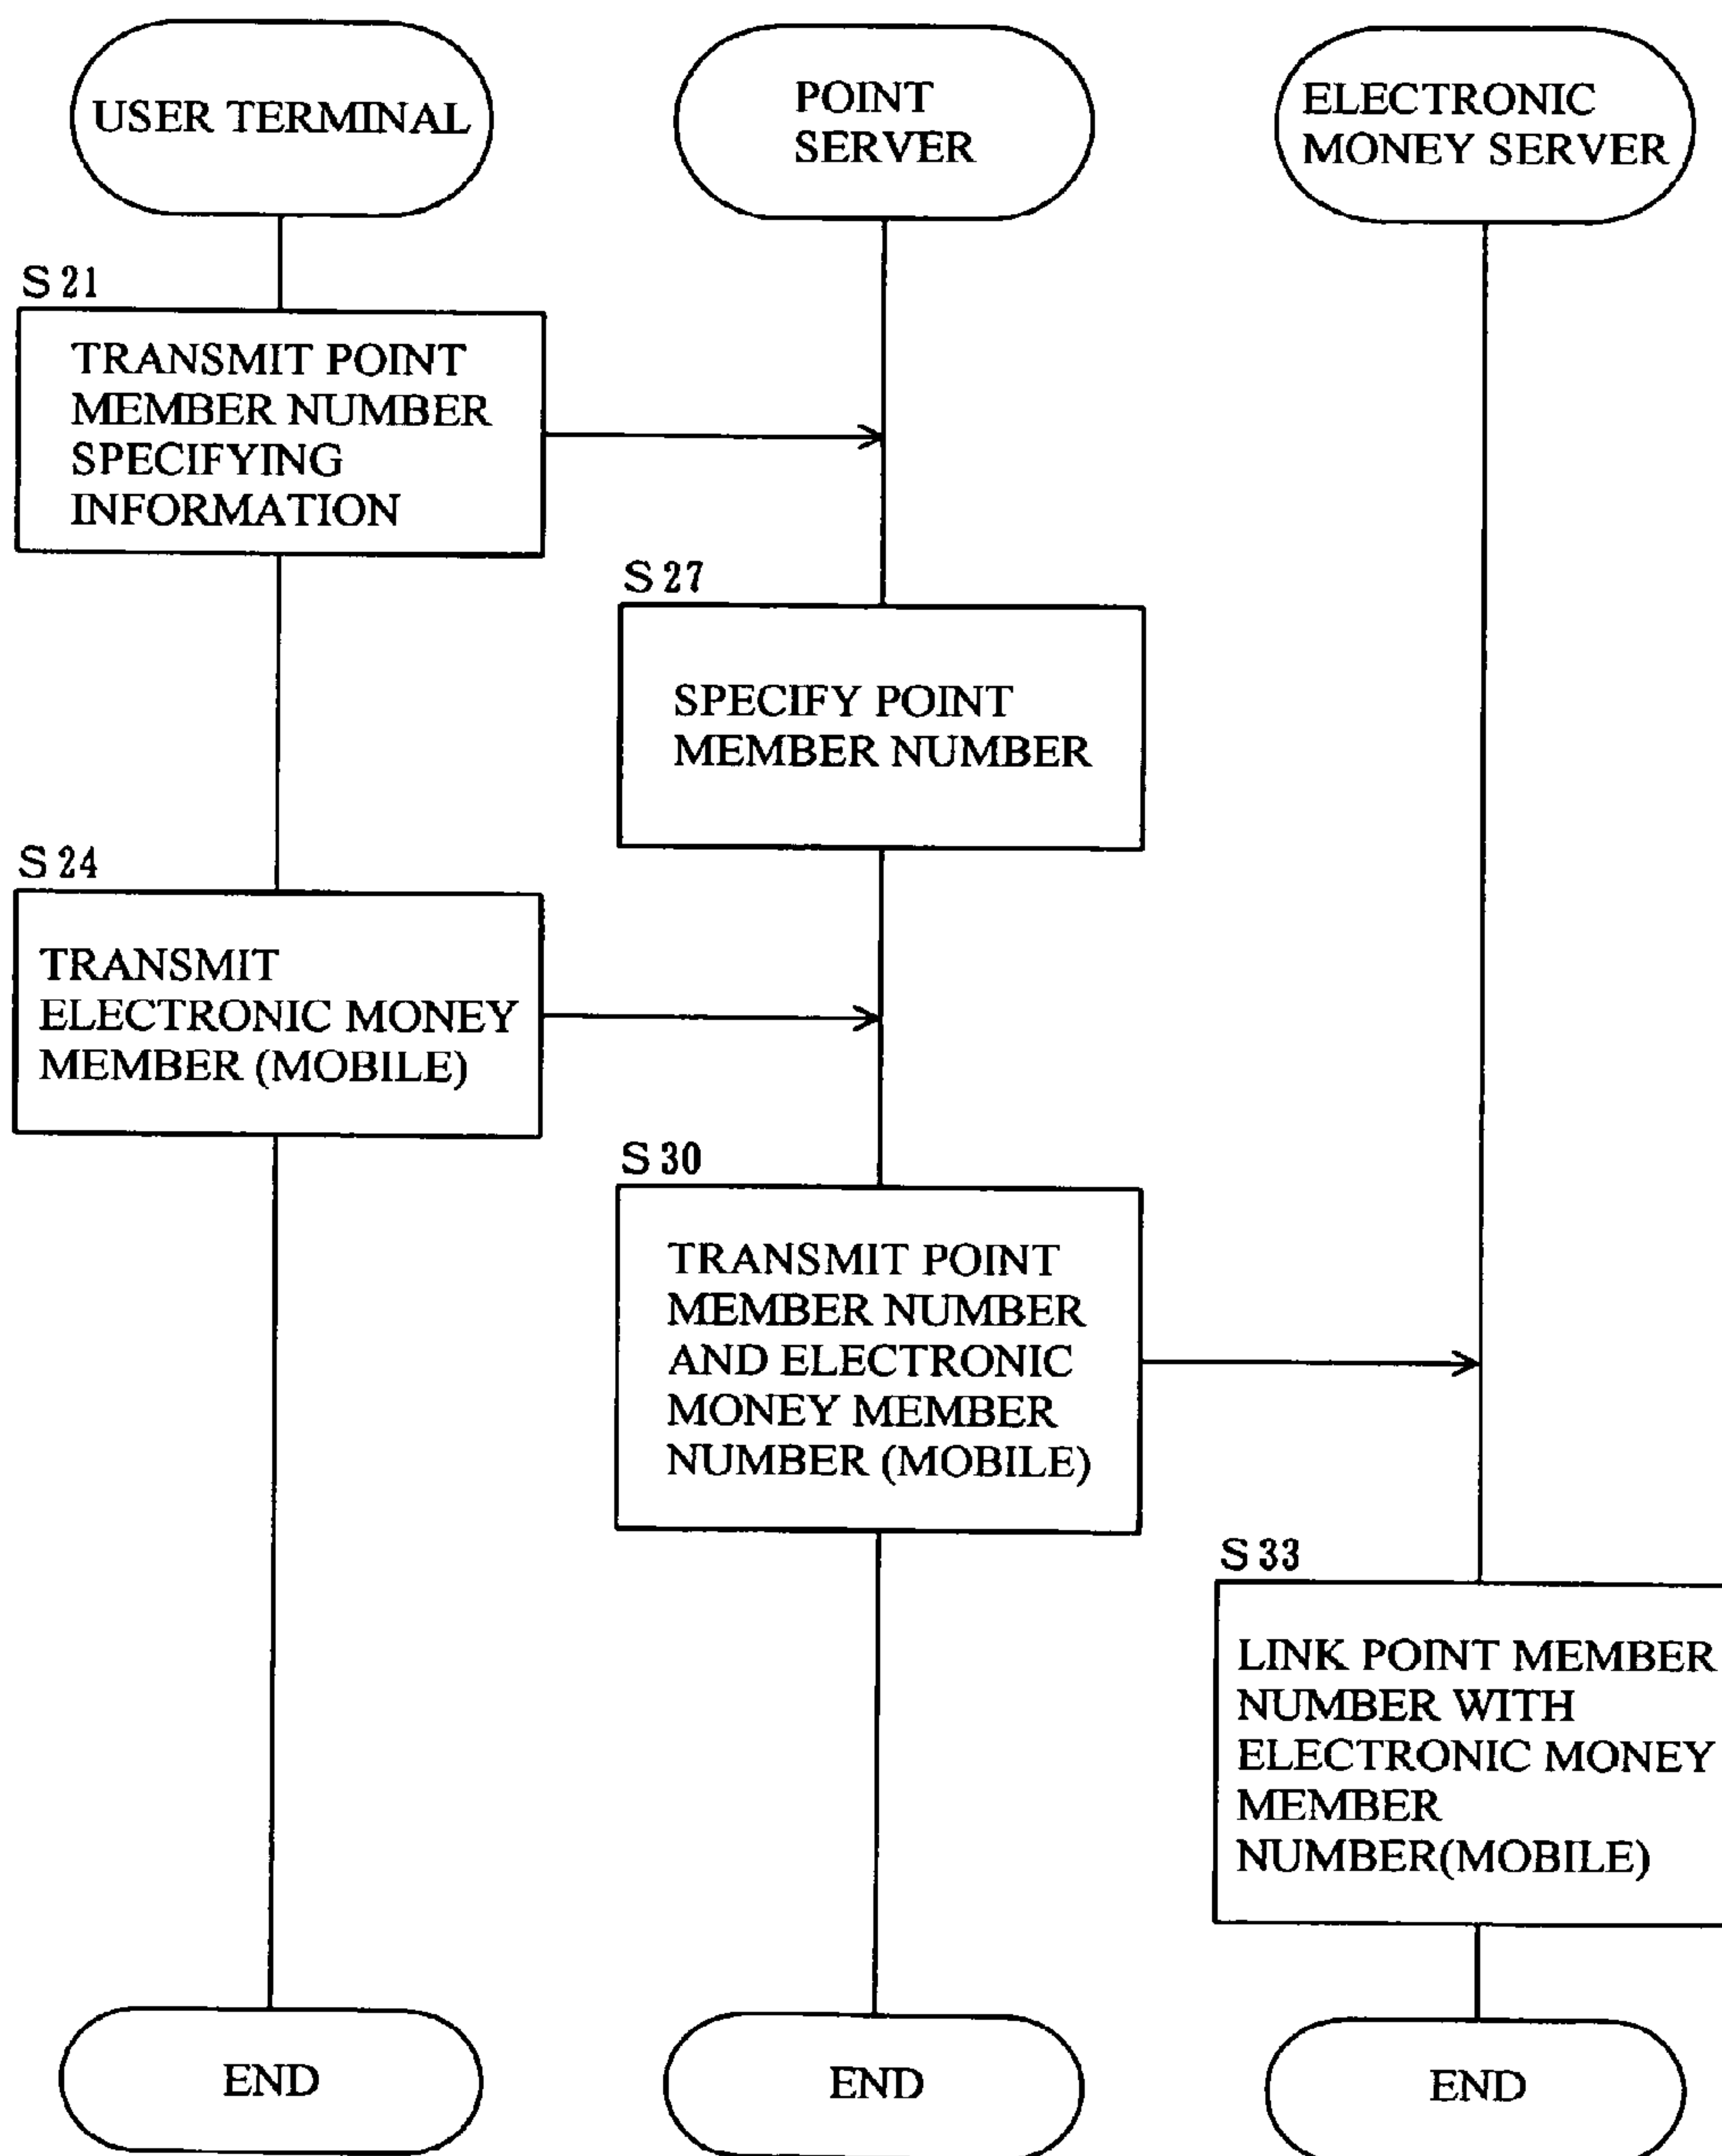 USER TERMINAL
POINT
SERVER
ELECTRONIC
MONEY SERVER
S 21
TRANSMIT POINT
MEMBER NUMBER
SPECIFYING
INFORMATION
S 27
SPECIFY POINT
MEMBER NUMBER
S 24
TRANSMIT
ELECTRONIC MONEY
MEMBER (MOBILE)
S 30
TRANSMIT POINT
MEMBER NUMBER
AND ELECTRONIC
MONEY MEMBER
NUMBER (MOBILE)
S 33
LINK POINT MEMBER
NUMBER WITH
ELECTRONIC MONEY
MEMBER
NUMBER(MOBILE)
END
END
END